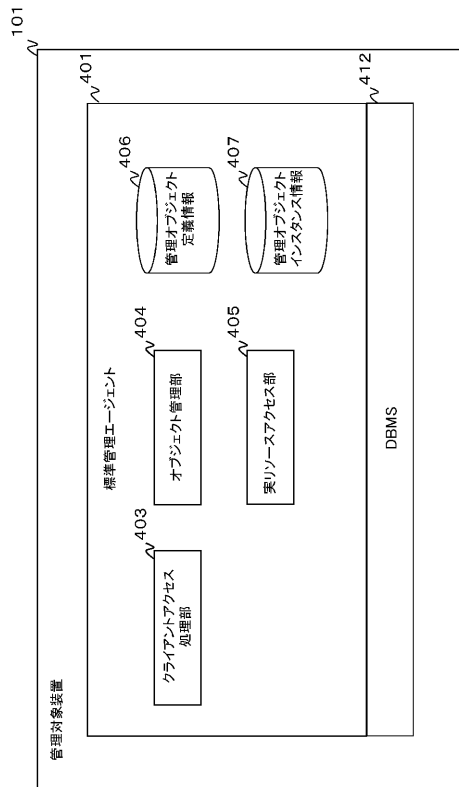 管理対象装置
101
標準管理エージェント
401
クライアントアクセス
処理部
403
オブジェクト管理部
404
管理オブジェクト
定義情報
406
実リソースアクセス部
405
管理オブジェクト
インスタンス情報
407
DBMS
412